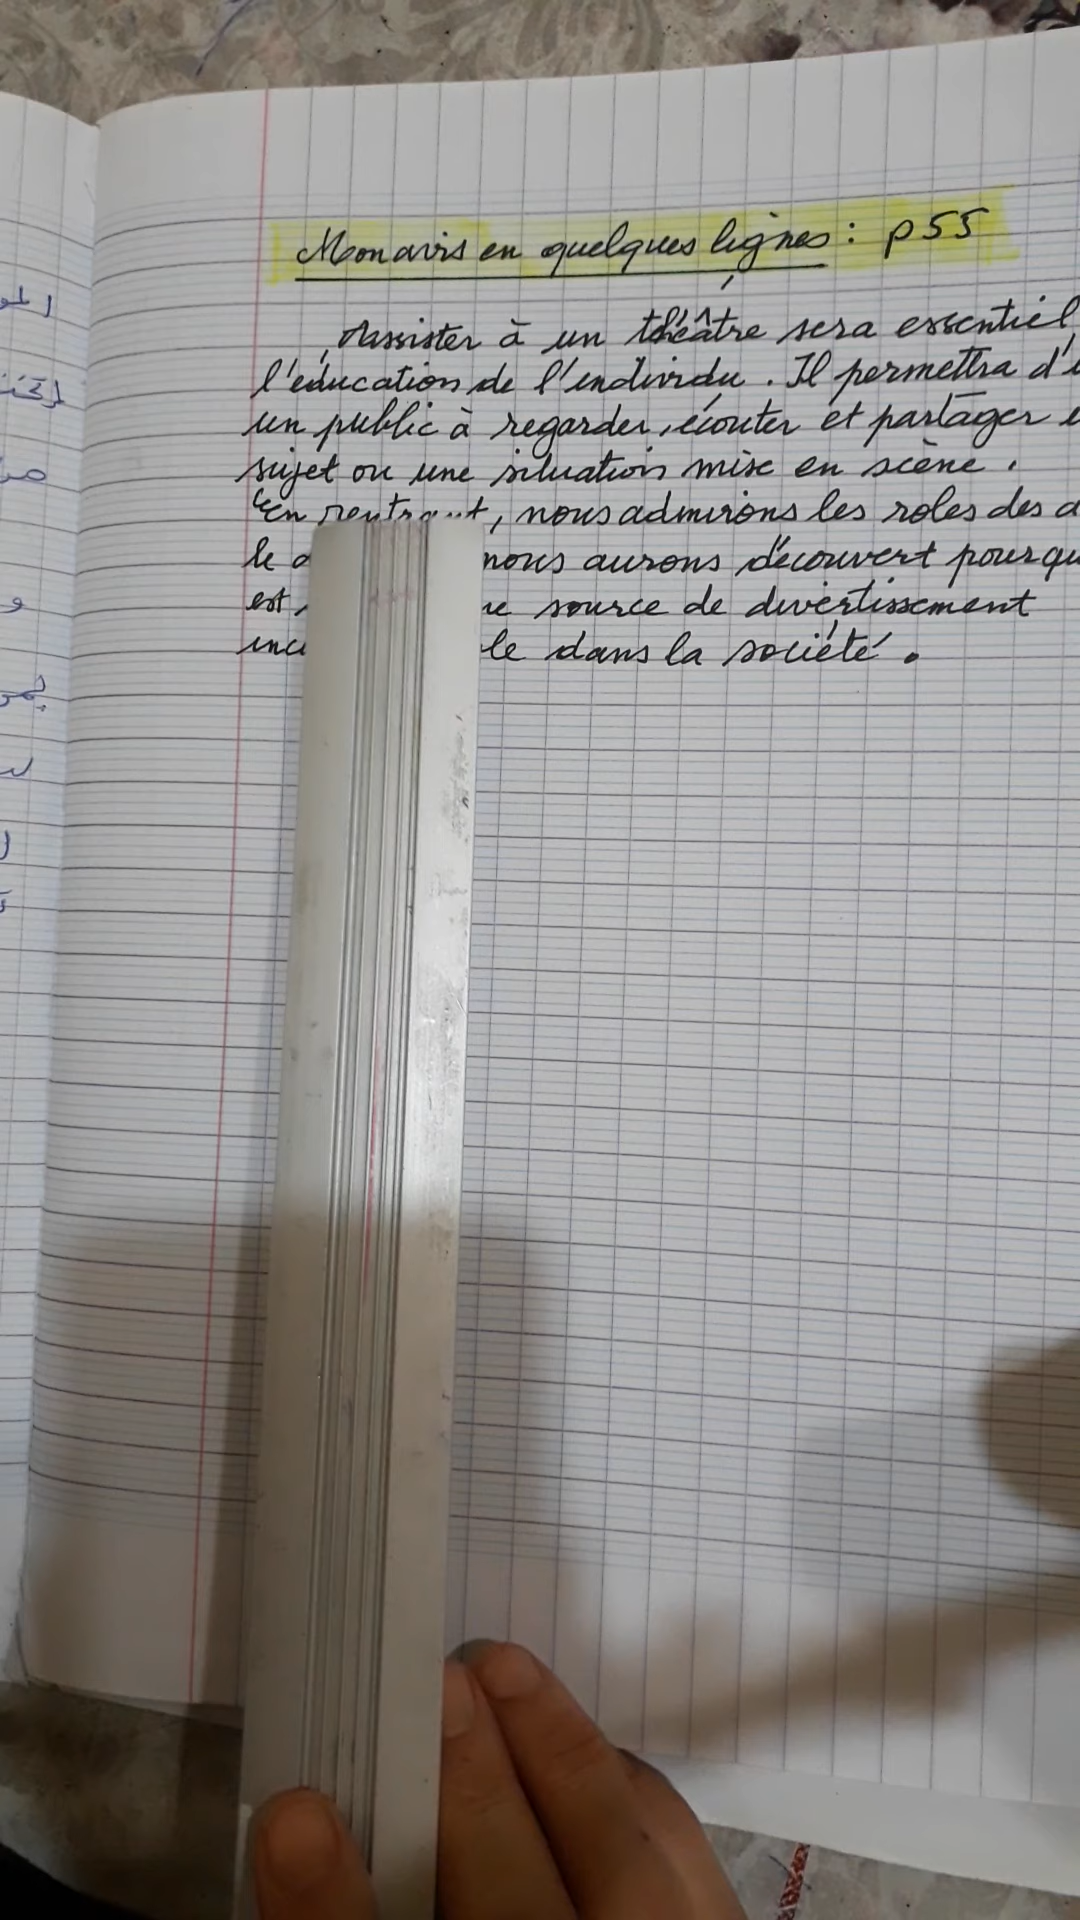 Mon avis en quelques lignes : p55
Assister à un théâtre sera essentiel
l'éducation de l'individu. Il permettra d'
un public à regarder, écouter et partager
sujet ou une situation mise en scène.
En rentrant, nous admirons les roles des
le nous aurons découvert pourqu
est, source de divertissement
dans la société.